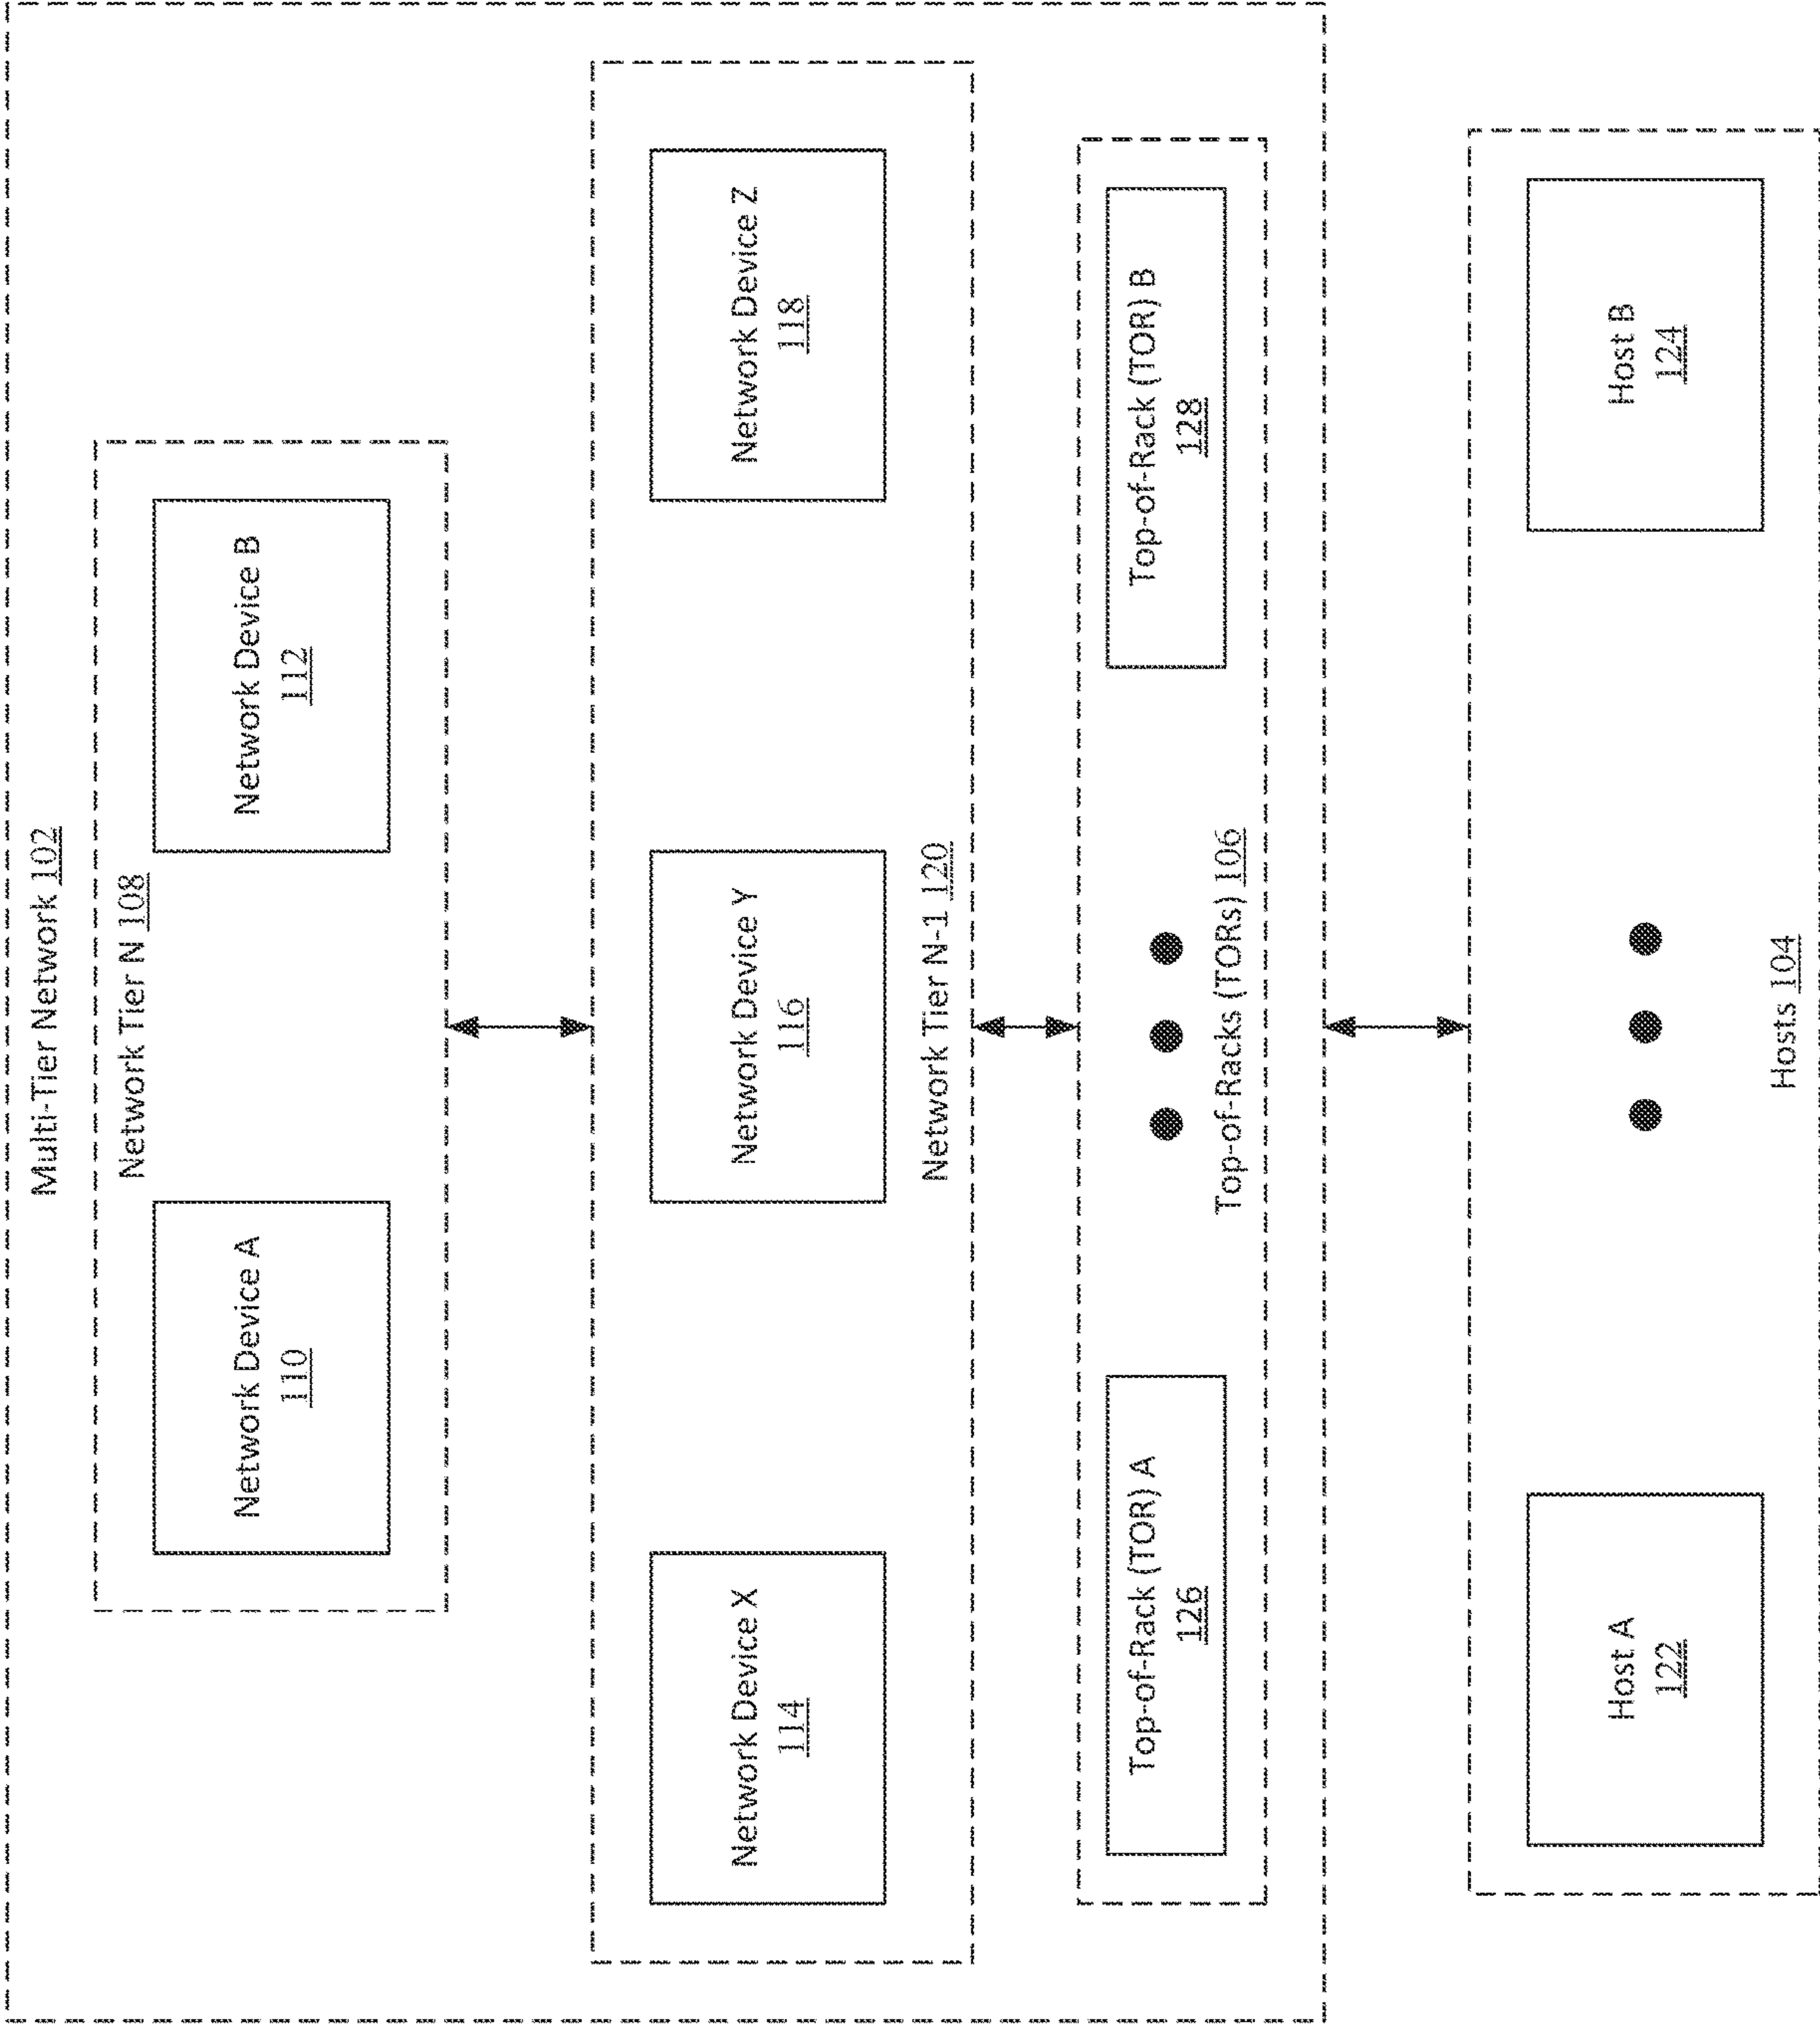 Multi-Tier Network 102
Network Tier N 108
Network Device A
110
Network Device B
112
Network Device X
114
Network Device Y
116
Network Device Z
118
Network Tier N-1 120
Top-of-Rack (TOR) A
126
Top-of-Rack (TOR) B
128
Top-of-Racks (TORs) 106
Host A
122
Host B
124
Hosts 104